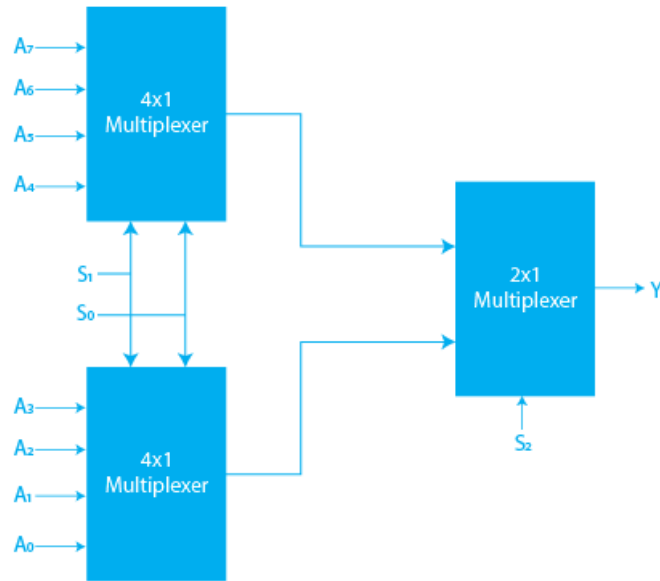 A₇
A₆
A₅
A₄
4x1
Multiplexer
S₁
S₀
A₃
A₂
A₁
A₀
4x1
Multiplexer
2x1
Multiplexer
Y
S₂